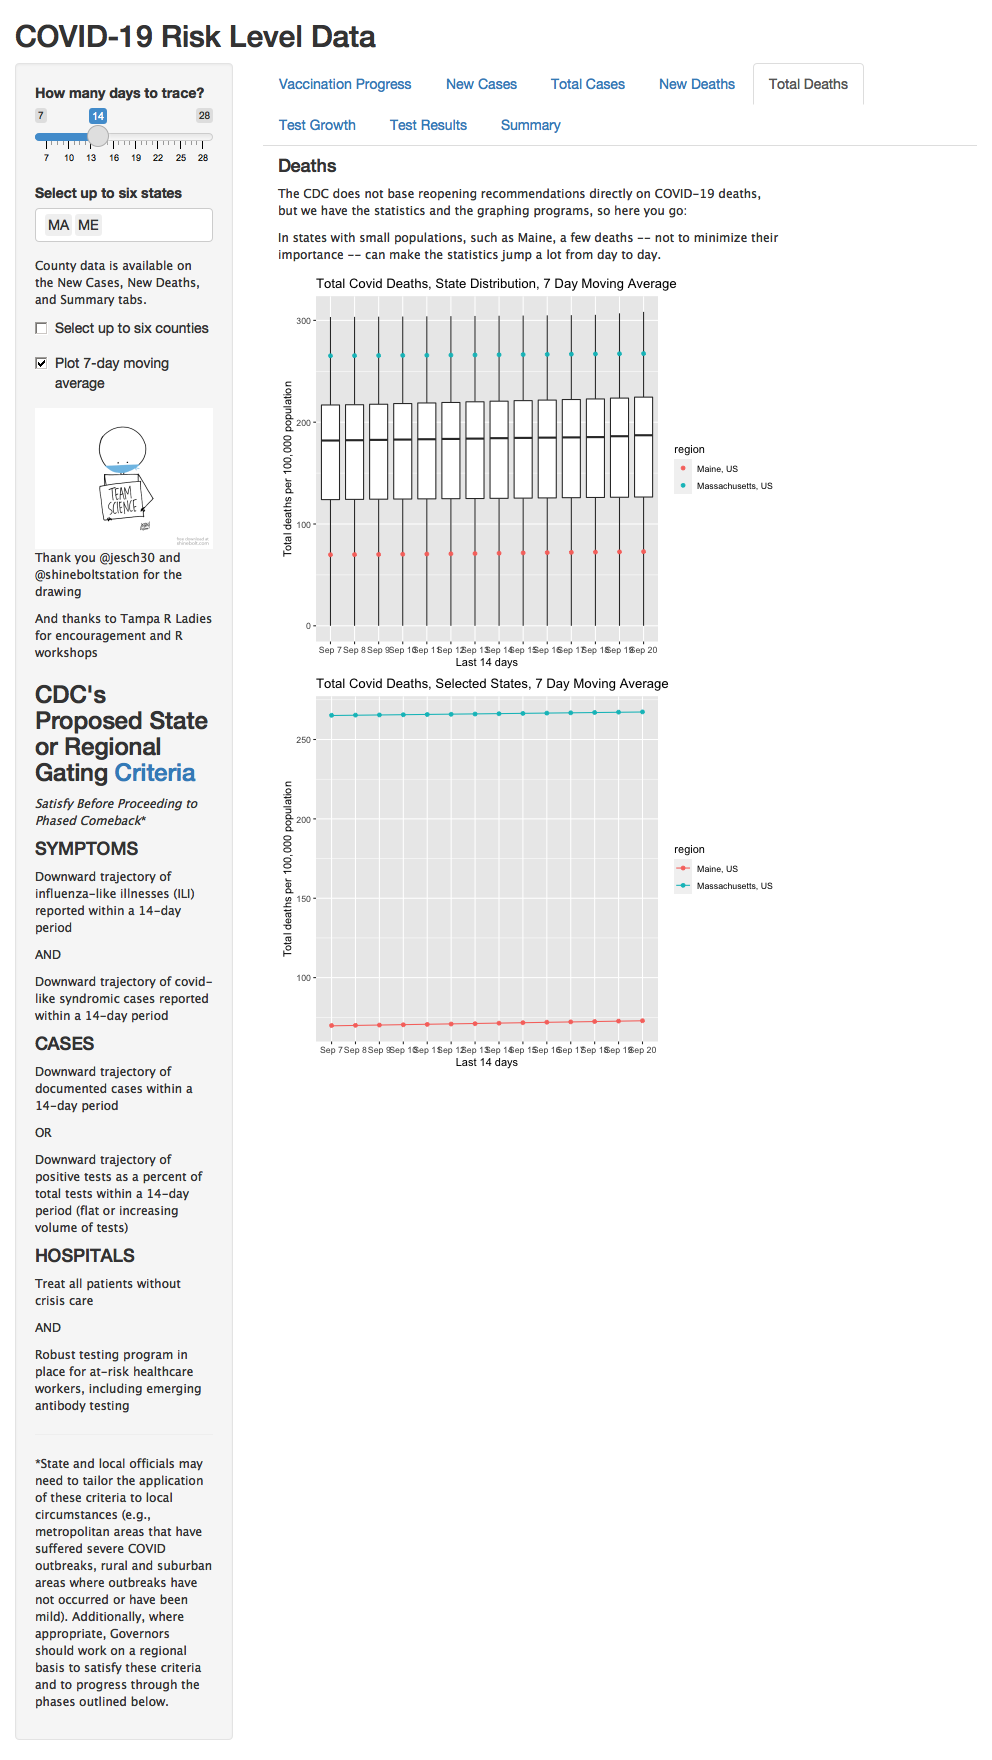 COVID-19 Risk Level Data
How many days to trace?
7 14 28
7 10 13 16 19 22 25 28
Select up to six states
MA ME
County data is available on
the New Cases, New Deaths,
and Summary tabs.
Select up to six counties
Plot 7-day moving
average
TEAM
SCIENCE
Thank you @jesch30 and
@shineboltstation for the
drawing
And thanks to Tampa R Ladies
for encouragement and R
workshops
CDC's
Proposed State
or Regional
Gating Criteria
Satisfy Before Proceeding to
Phased Comeback*
SYMPTOMS
Downward trajectory of
influenza-like illnesses (ILI)
reported within a 14-day
period
AND
Downward trajectory of covid-
like syndromic cases reported
within a 14-day period
CASES
Downward trajectory of
documented cases within a
14-day period
OR
Downward trajectory of
positive tests as a percent of
total tests within a 14-day
period (flat or increasing
volume of tests)
HOSPITALS
Treat all patients without
crisis care
AND
Robust testing program in
place for at-risk healthcare
workers, including emerging
antibody testing
*State and local officials may
need to tailor the application
of these criteria to local
circumstances (e.g.,
metropolitan areas that have
suffered severe COVID
outbreaks, rural and suburban
areas where outbreaks have
not occurred or have been
mild). Additionally, where
appropriate, Governors
should work on a regional
basis to satisfy these criteria
and to progress through the
phases outlined below.
Vaccination Progress New Cases Total Cases New Deaths Total Deaths
Test Growth Test Results Summary
Deaths
The CDC does not base reopening recommendations directly on COVID-19 deaths,
but we have the statistics and the graphing programs, so here you go:
In states with small populations, such as Maine, a few deaths -- not to minimize their
importance -- can make the statistics jump a lot from day to day.
Total Covid Deaths, State Distribution, 7 Day Moving Average
Total deaths per 100,000 population
300
200
100
0
Sep 7 Sep 8 Sep 9 Sep 10 Sep 11 Sep 12 Sep 13 Sep 14 Sep 15 Sep 16 Sep 17 Sep 18 Sep 19 Sep 20
Last 14 days
region
Maine, US
Massachusetts, US
Total Covid Deaths, Selected States, 7 Day Moving Average
Total deaths per 100,000 population
250
200
150
100
Sep 7 Sep 8 Sep 9 Sep 10 Sep 11 Sep 12 Sep 13 Sep 14 Sep 15 Sep 16 Sep 17 Sep 18 Sep 19 Sep 20
Last 14 days
region
Maine, US
Massachusetts, US